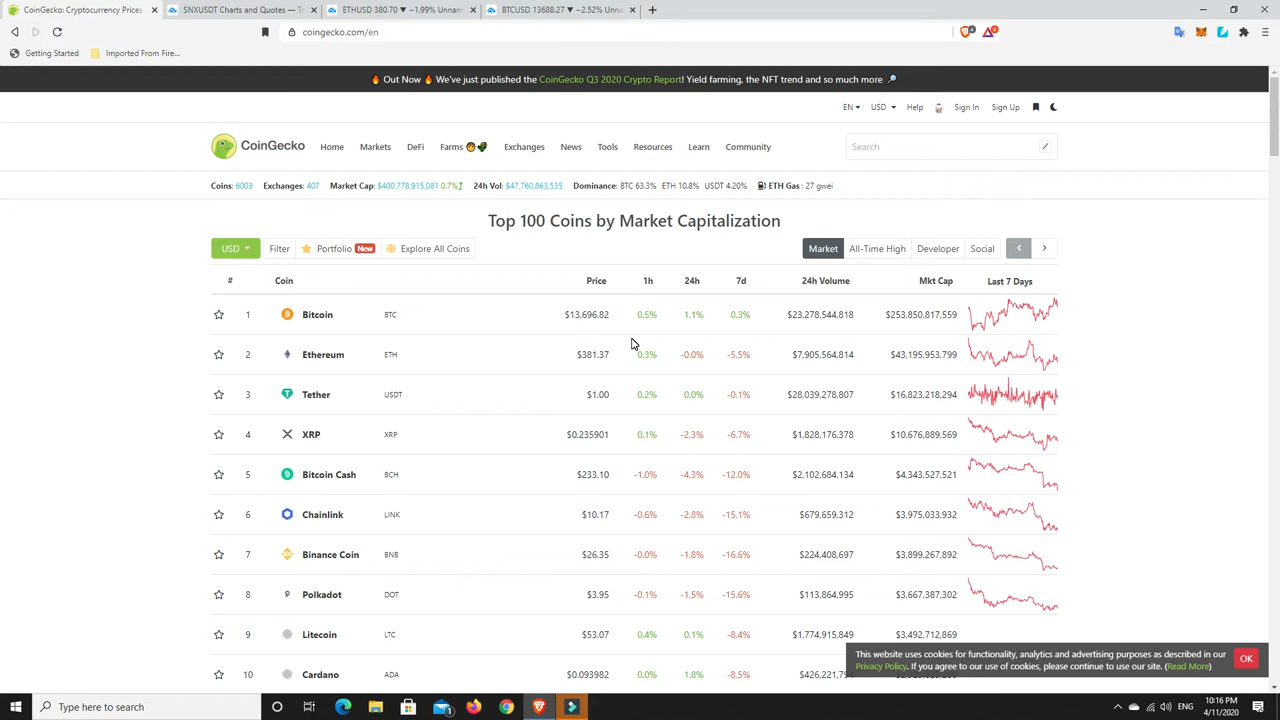 CoinGecko: Cryptocurrency Prices
SNXUSDT Charts and Quotes — T
ETHUSD 380.70 ▼ −1.99% Unnam
BTCUSD 13688.27 ▼ −2.52% Unna
coingecko.com/en
Getting Started
Imported From Fire...
🔥 Out Now 🔥 We've just published the CoinGecko Q3 2020 Crypto Report! Yield farming, the NFT trend and so much more 🔎
EN USD Help Sign In Sign Up
CoinGecko Home Markets DeFi Farms Exchanges News Tools Resources Learn Community Search /
Coins: 6003 Exchanges: 407 Market Cap: $400,778,915,081 0.7% 24h Vol: $47,760,863,535 Dominance: BTC 63.3% ETH 10.8% USDT 4.20% ETH Gas : 27 gwei
Top 100 Coins by Market Capitalization
USD Filter Portfolio New Explore All Coins Market All-Time High Developer Social < >
# Coin Price 1h 24h 7d 24h Volume Mkt Cap Last 7 Days
1 Bitcoin BTC $13,696.82 0.5% 1.1% 0.3% $23,278,544,818 $253,850,817,559
2 Ethereum ETH $381.37 0.3% -0.0% -5.5% $7,905,564,814 $43,195,953,799
3 Tether USDT $1.00 0.2% 0.0% -0.1% $28,039,278,807 $16,823,218,294
4 XRP XRP $0.235901 0.1% -2.3% -6.7% $1,828,176,378 $10,676,889,569
5 Bitcoin Cash BCH $233.10 -1.0% -4.3% -12.0% $2,102,684,134 $4,343,527,521
6 Chainlink LINK $10.17 -0.6% -2.8% -15.1% $679,659,312 $3,975,033,932
7 Binance Coin BNB $26.35 -0.0% -1.8% -16.6% $224,408,697 $3,899,267,892
8 Polkadot DOT $3.95 -0.1% -1.5% -15.6% $113,864,995 $3,667,387,302
9 Litecoin LTC $53.07 0.4% 0.1% -8.4% $1,774,915,849 $3,492,712,869
10 Cardano ADA $0.093982 0.0% 1.8% -8.5% $426,221,7
This website uses cookies for functionality, analytics and advertising purposes as described in our
Privacy Policy. If you agree to our use of cookies, please continue to use our site. (Read More)
OK
Type here to search
ENG
10:16 PM
4/11/2020